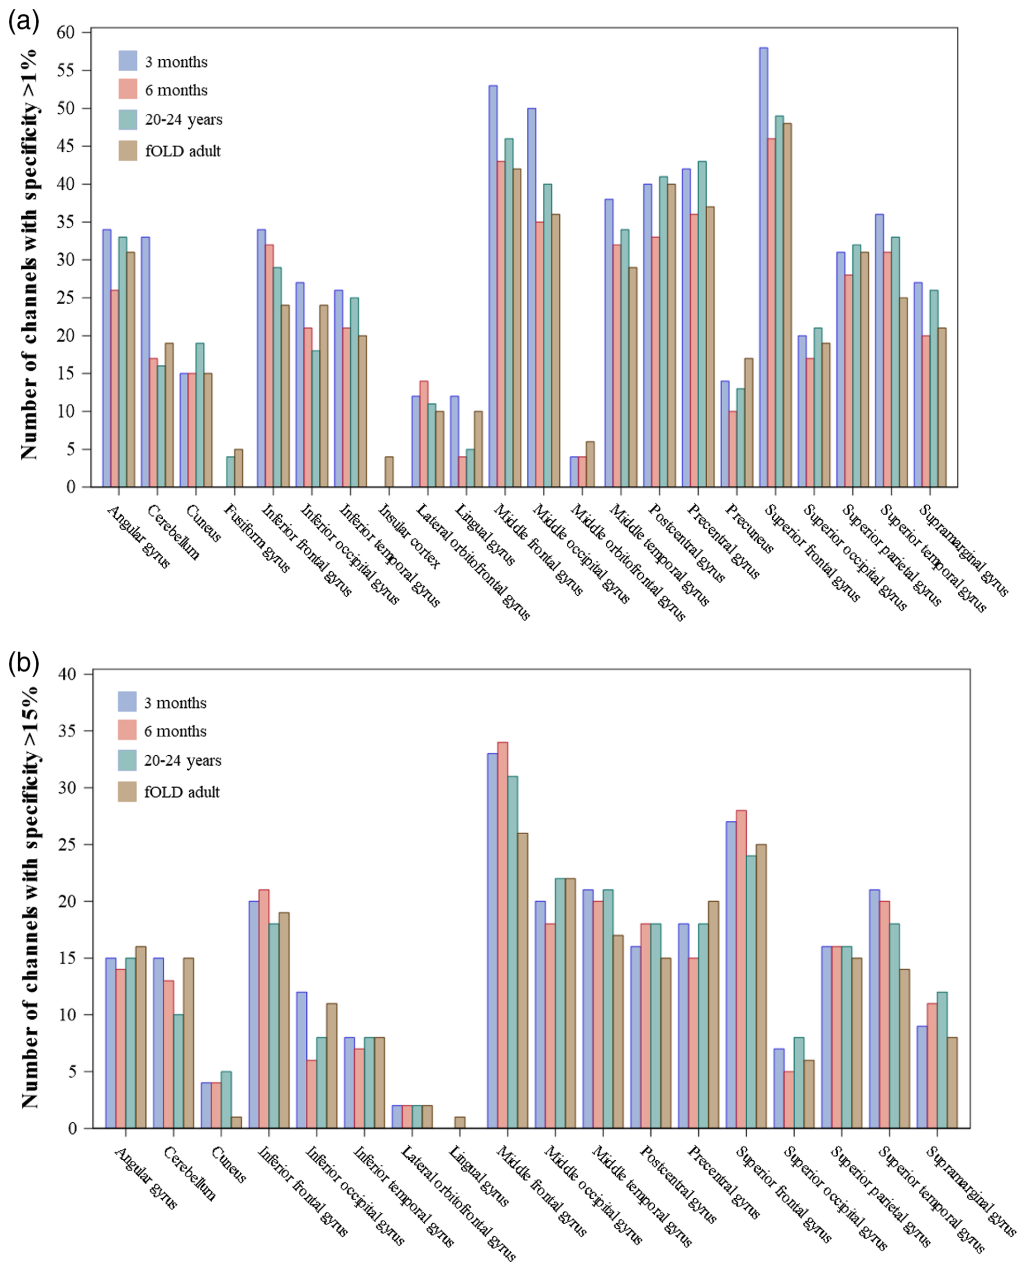 (a)
Number of channels with specificity >1%
60
55
50
45
40
35
30
25
20
15
10
5
0
3 months
6 months
20-24 years
fOLD adult
Angular gyrus
Cerebellum
Cuneus
Fusiform gyrus
Inferior frontal gyrus
Inferior occipital gyrus
Inferior temporal gyrus
Insular cortex
Lateral orbitofrontal gyrus
Lingual gyrus
Middle frontal gyrus
Middle occipital gyrus
Middle orbitofrontal gyrus
Middle temporal gyrus
Postcentral gyrus
Precentral gyrus
Precuneus
Superior frontal gyrus
Superior occipital gyrus
Superior parietal gyrus
Superior temporal gyrus
Supramarginal gyrus
(b)
Number of channels with specificity >15%
40
35
30
25
20
15
10
5
0
3 months
6 months
20-24 years
fOLD adult
Angular gyrus
Cerebellum
Cuneus
Inferior frontal gyrus
Inferior occipital gyrus
Inferior temporal gyrus
Lateral orbitofrontal gyrus
Lingual gyrus
Middle frontal gyrus
Middle occipital gyrus
Middle temporal gyrus
Postcentral gyrus
Precentral gyrus
Superior frontal gyrus
Superior occipital gyrus
Superior parietal gyrus
Superior temporal gyrus
Supramarginal gyrus